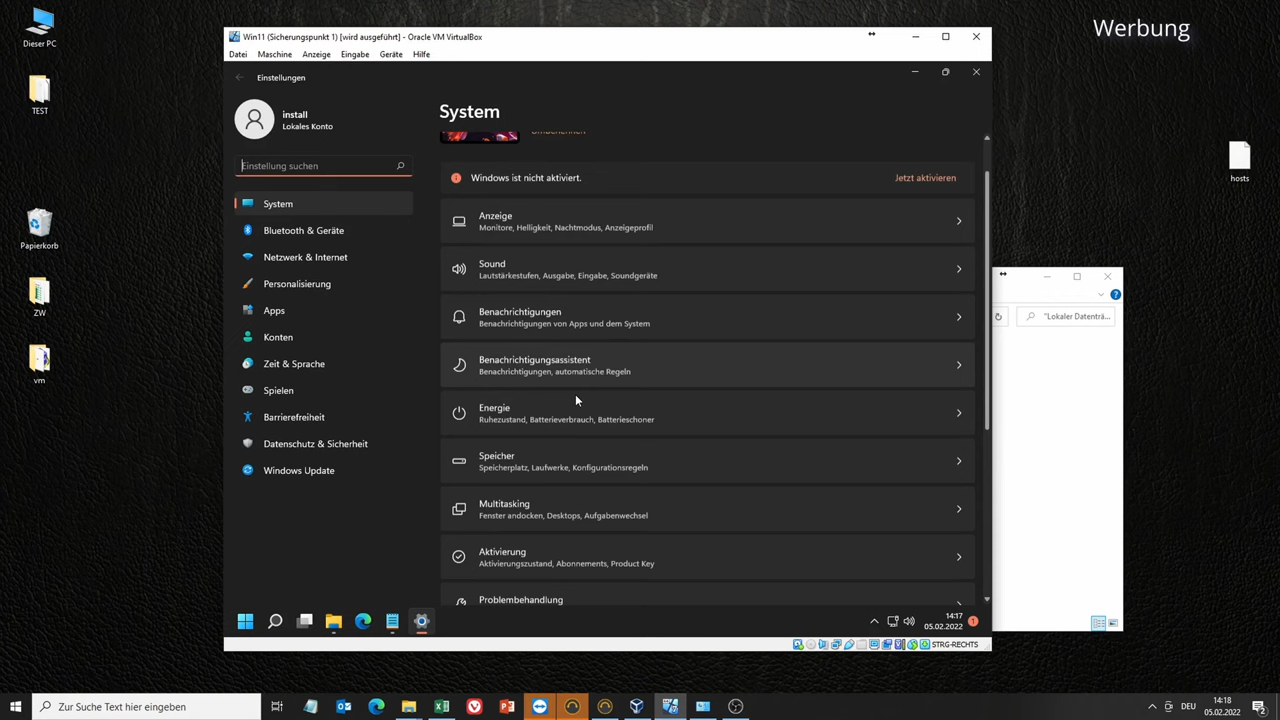 Werbung
Dieser PC
TEST
Papierkorb
ZW
vm
hosts
Win11 (Sicherungspunkt 1) [wird ausgeführt] - Oracle VM VirtualBox
Datei Maschine Anzeige Eingabe Geräte Hilfe
Einstellungen
install
Lokales Konto
Einstellung suchen
System
Bluetooth & Geräte
Netzwerk & Internet
Personalisierung
Apps
Konten
Zeit & Sprache
Spielen
Barrierefreiheit
Datenschutz & Sicherheit
Windows Update
System
Umbenennen
Windows ist nicht aktiviert. Jetzt aktivieren
Anzeige
Monitore, Helligkeit, Nachtmodus, Anzeigeprofil
Sound
Lautstärkestufen, Ausgabe, Eingabe, Soundgeräte
Benachrichtigungen
Benachrichtigungen von Apps und dem System
Benachrichtigungsassistent
Benachrichtigungen, automatische Regeln
Energie
Ruhezustand, Batterieverbrauch, Batterieschoner
Speicher
Speicherplatz, Laufwerke, Konfigurationsregeln
Multitasking
Fenster andocken, Desktops, Aufgabenwechsel
Aktivierung
Aktivierungszustand, Abonnements, Product Key
Problembehandlung
14:17
05.02.2022
1
STRG-RECHTS
"Lokaler Datenträ...
Zur Suche Text hier eingeben
DEU
14:18
05.02.2022
2